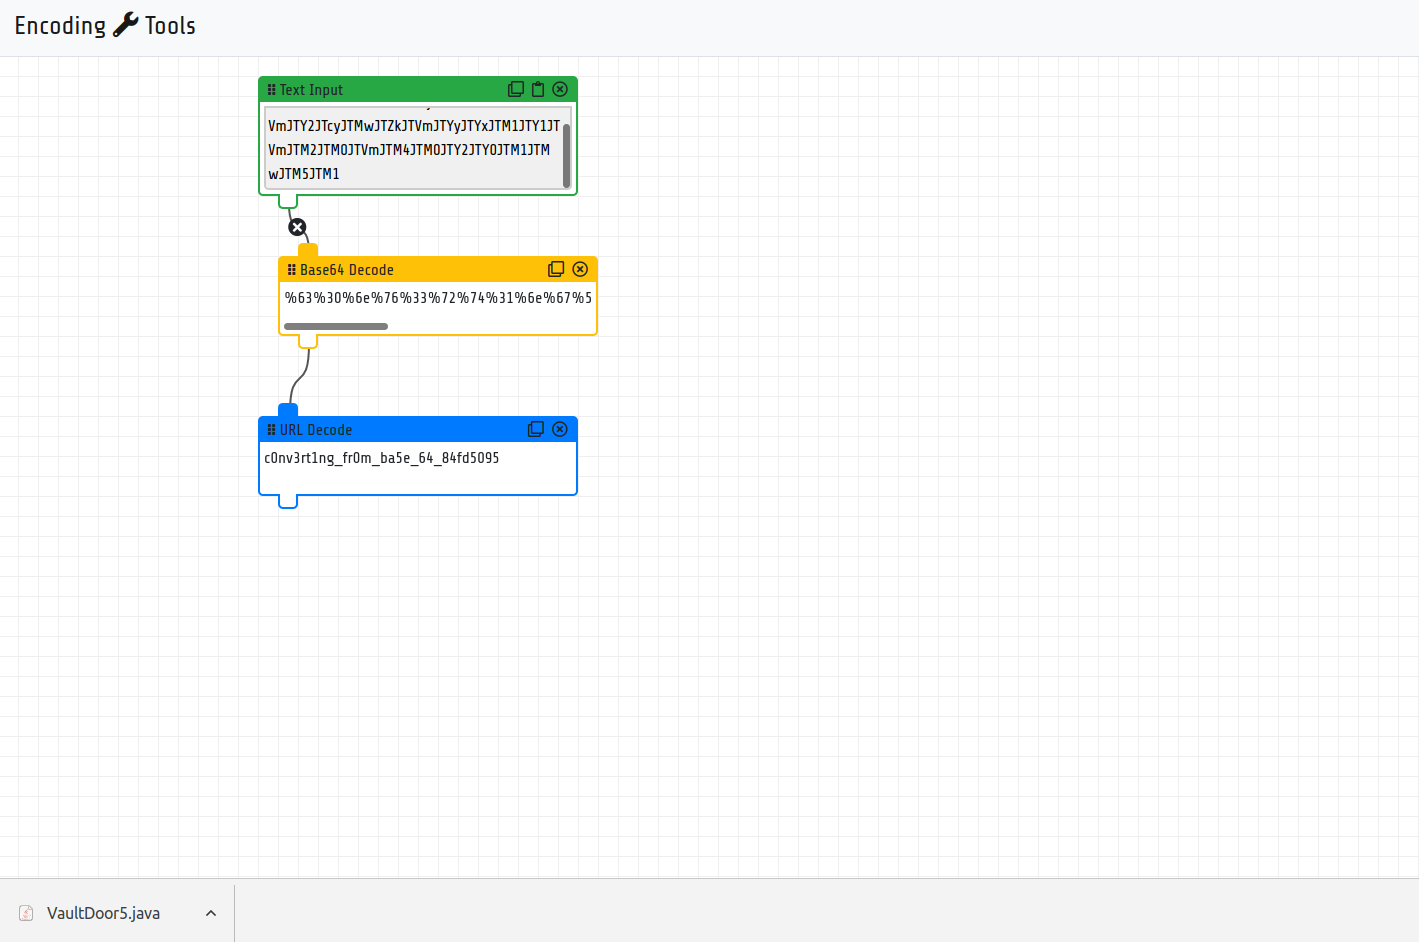 Encoding Tools
Text Input
VmJTY2JTcyJTMwJTZkJTVmJTYyJTYxJTM1JTY1JT
VmJTM2JTM0JTVmJTM4JTM0JTY2JTY0JTM1JTM
wJTM5JTM1
Base64 Decode
%63%30%6e%76%33%72%74%31%6e%67%5
URL Decode
c0nv3rt1ng_fr0m_ba5e_64_84fd5095
VaultDoor5.java